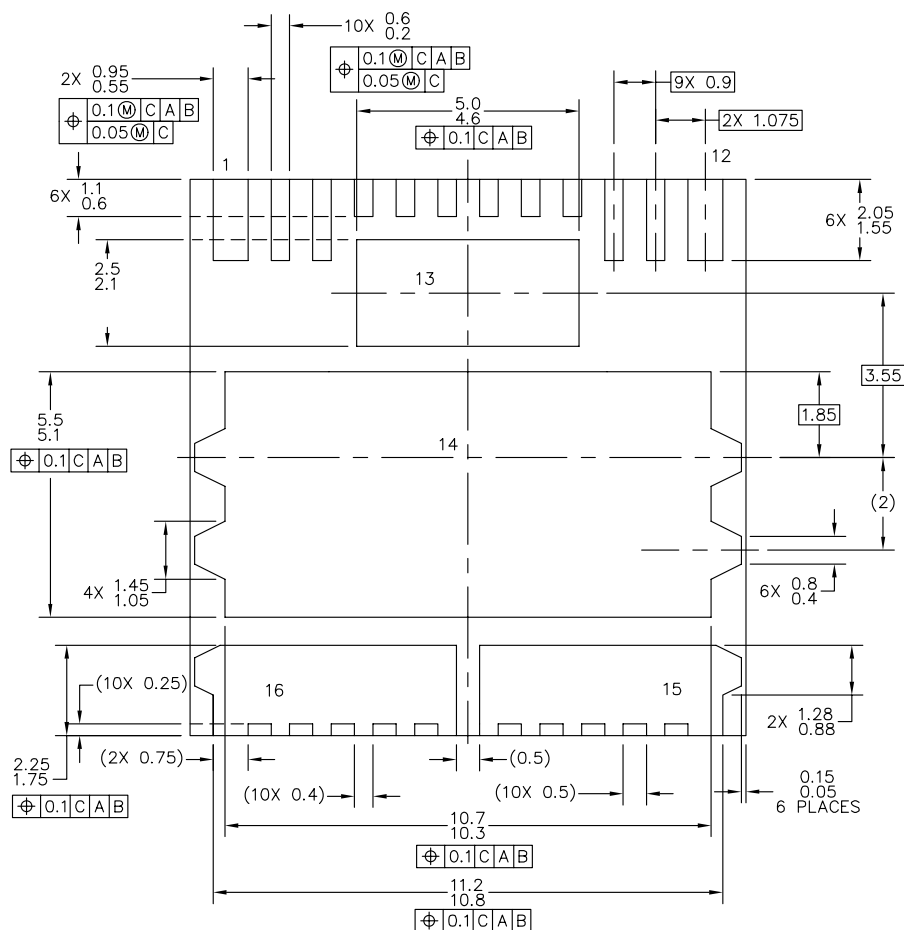 10X 0.6
0.2
⌖ 0.1Ⓜ C A B
0.05Ⓜ C
2X 0.95
0.55
⌖ 0.1Ⓜ C A B
0.05Ⓜ C
9X 0.9
5.0
4.6
⌖ 0.1 C A B
2X 1.075
1
12
6X 1.1
0.6
6X 2.05
1.55
2.5
2.1
13
3.55
1.85
5.5
5.1
⌖ 0.1 C A B
14
(2)
4X 1.45
1.05
6X 0.8
0.4
(10X 0.25)
16
15
2X 1.28
0.88
2.25
1.75
⌖ 0.1 C A B
(2X 0.75)
(0.5)
(10X 0.4)
(10X 0.5)
0.15
0.05
6 PLACES
10.7
10.3
⌖ 0.1 C A B
11.2
10.8
⌖ 0.1 C A B